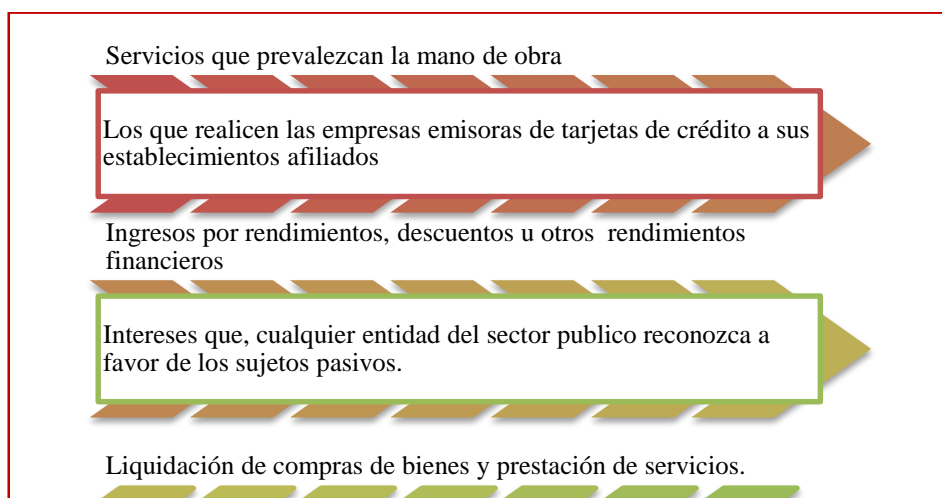 Servicios que prevalezcan la mano de obra
Los que realicen las empresas emisoras de tarjetas de crédito a sus
establecimientos afiliados
Ingresos por rendimientos, descuentos u otros rendimientos
financieros
Intereses que, cualquier entidad del sector publico reconozca a
favor de los sujetos pasivos.
Liquidación de compras de bienes y prestación de servicios.